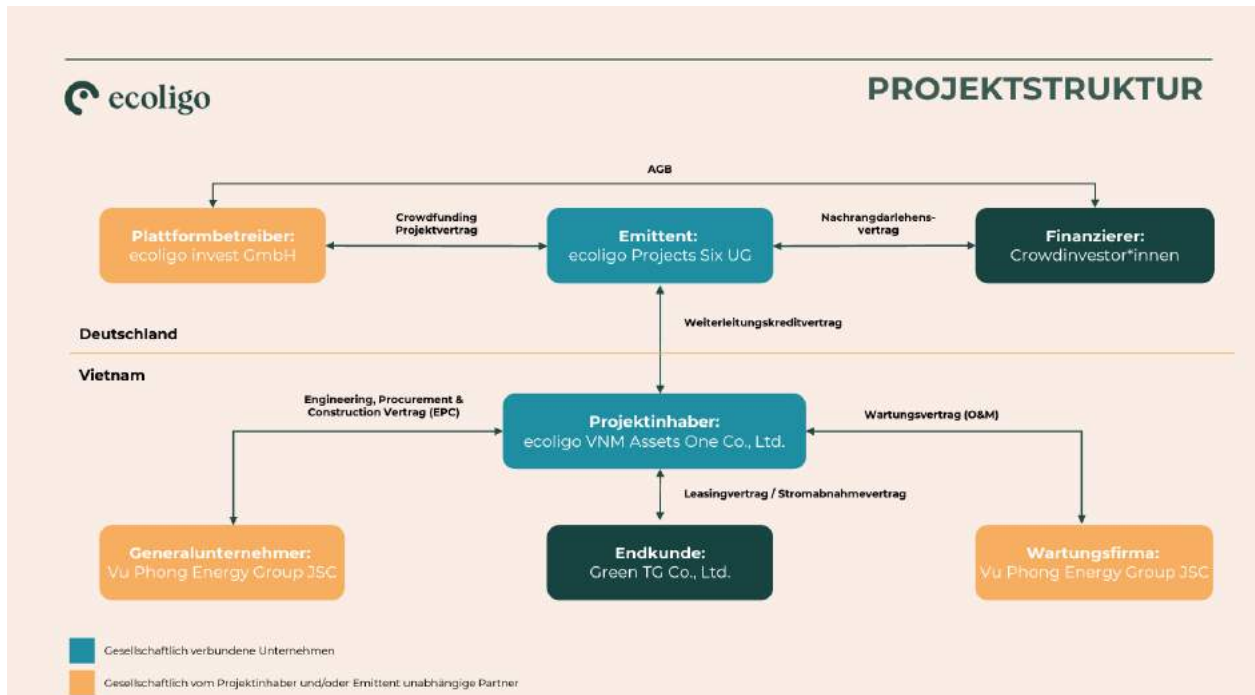 ecoligo
PROJEKTSTRUKTUR
AGB
Plattformbetreiber:
ecoligo invest GmbH
Crowdfunding
Projektvertrag
Emittent:
ecoligo Projects Six UG
Nachrangdarlehens-
vertrag
Finanzierer:
Crowdinvestor*innen
Weiterleitungskreditvertrag
Deutschland
Vietnam
Engineering, Procurement &
Construction Vertrag (EPC)
Projektinhaber:
ecoligo VNM Assets One Co., Ltd.
Wartungsvertrag (O&M)
Leasingvertrag / Stromabnahmevertrag
Generalunternehmer:
Vu Phong Energy Group JSC
Endkunde:
Green TG Co., Ltd.
Wartungsfirma:
Vu Phong Energy Group JSC
Gesellschaftlich verbundene Unternehmen
Gesellschaftlich vom Projektinhaber und/oder Emittent unabhängige Partner